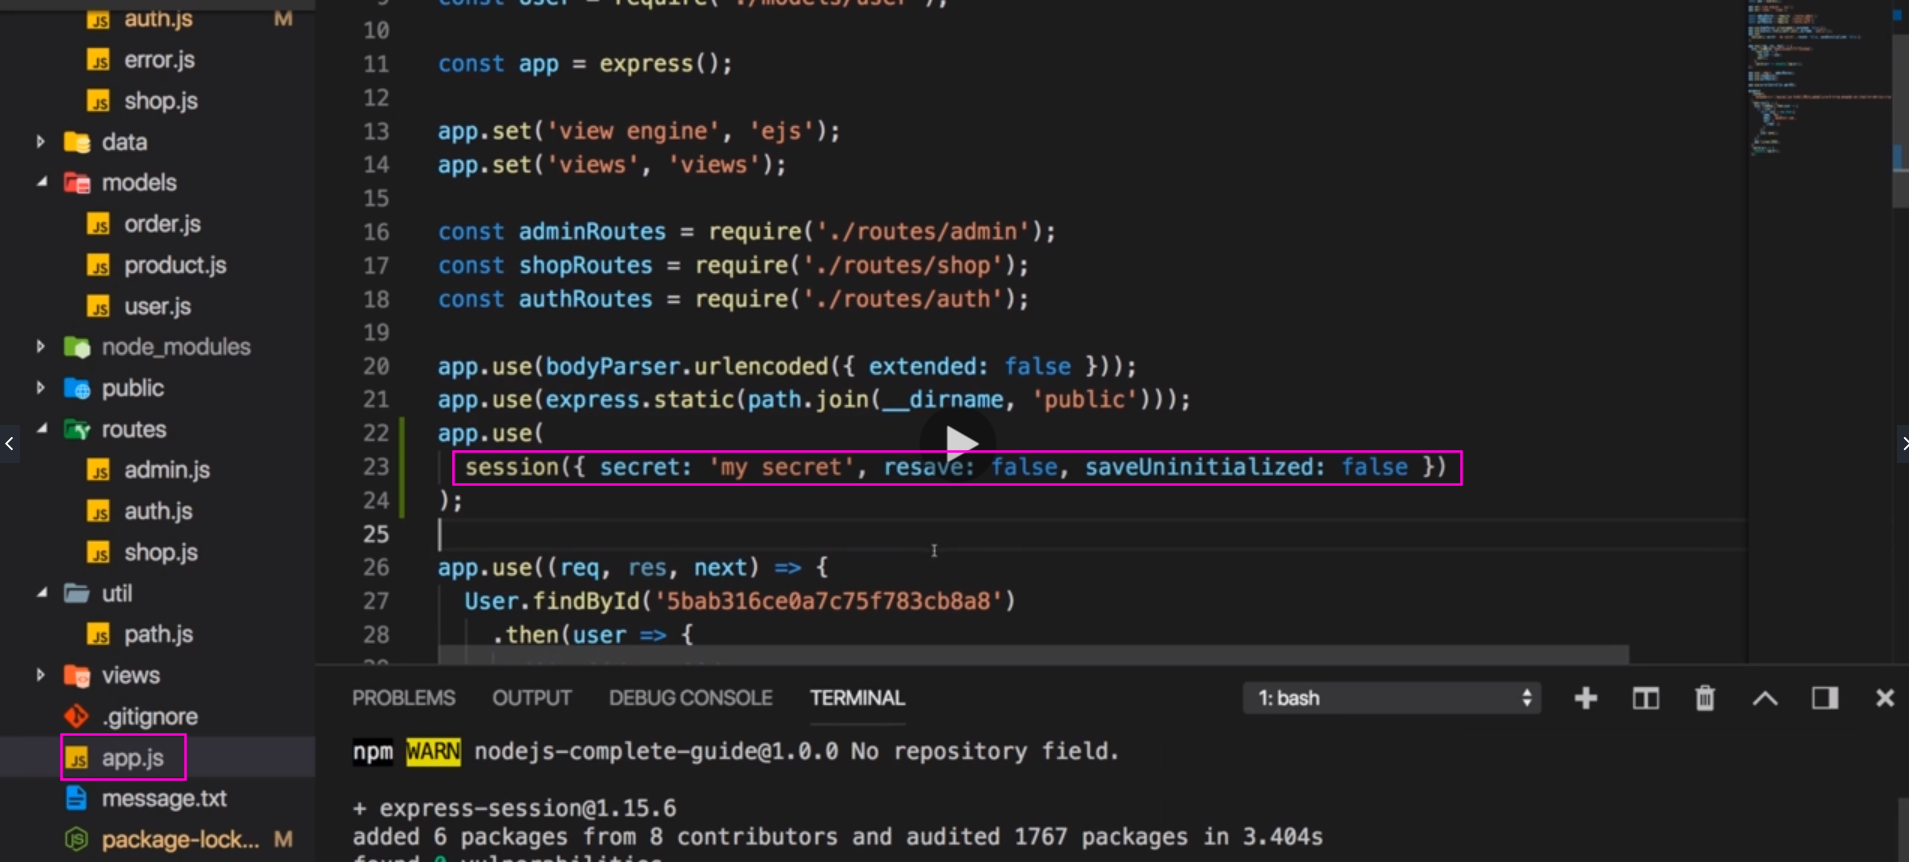 auth.js M
error.js
shop.js
data
models
order.js
product.js
user.js
node_modules
public
routes
admin.js
auth.js
shop.js
util
path.js
views
.gitignore
app.js
message.txt
package-lock... M
10
11 const app = express();
12
13 app.set('view engine', 'ejs');
14 app.set('views', 'views');
15
16 const adminRoutes = require('./routes/admin');
17 const shopRoutes = require('./routes/shop');
18 const authRoutes = require('./routes/auth');
19
20 app.use(bodyParser.urlencoded({ extended: false }));
21 app.use(express.static(path.join(__dirname, 'public')));
22 app.use(
23 session({ secret: 'my secret', resave: false, saveUninitialized: false })
24 );
25
26 app.use((req, res, next) => {
27 User.findById('5bab316ce0a7c75f783cb8a8')
28 .then(user => {
PROBLEMS OUTPUT DEBUG CONSOLE TERMINAL 1: bash
npm WARN nodejs-complete-guide@1.0.0 No repository field.
+ express-session@1.15.6
added 6 packages from 8 contributors and audited 1767 packages in 3.404s